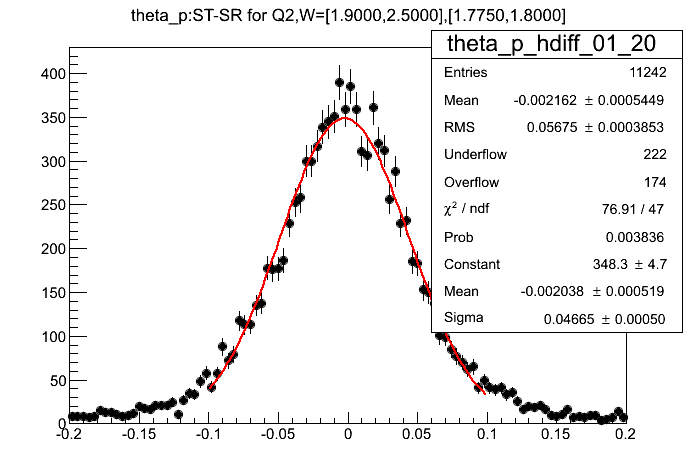 theta_p:ST-SR for Q2,W=[1.9000,2.5000],[1.7750,1.8000]
theta_p_hdiff_01_20
Entries 11242
Mean -0.002162 ± 0.0005449
RMS 0.05675 ± 0.0003853
Underflow 222
Overflow 174
χ² / ndf 76.91 / 47
Prob 0.003836
Constant 348.3 ± 4.7
Mean -0.002038 ± 0.000519
Sigma 0.04665 ± 0.00050
400
350
300
250
200
150
100
50
0
-0.2 -0.15 -0.1 -0.05 0 0.05 0.1 0.15 0.2